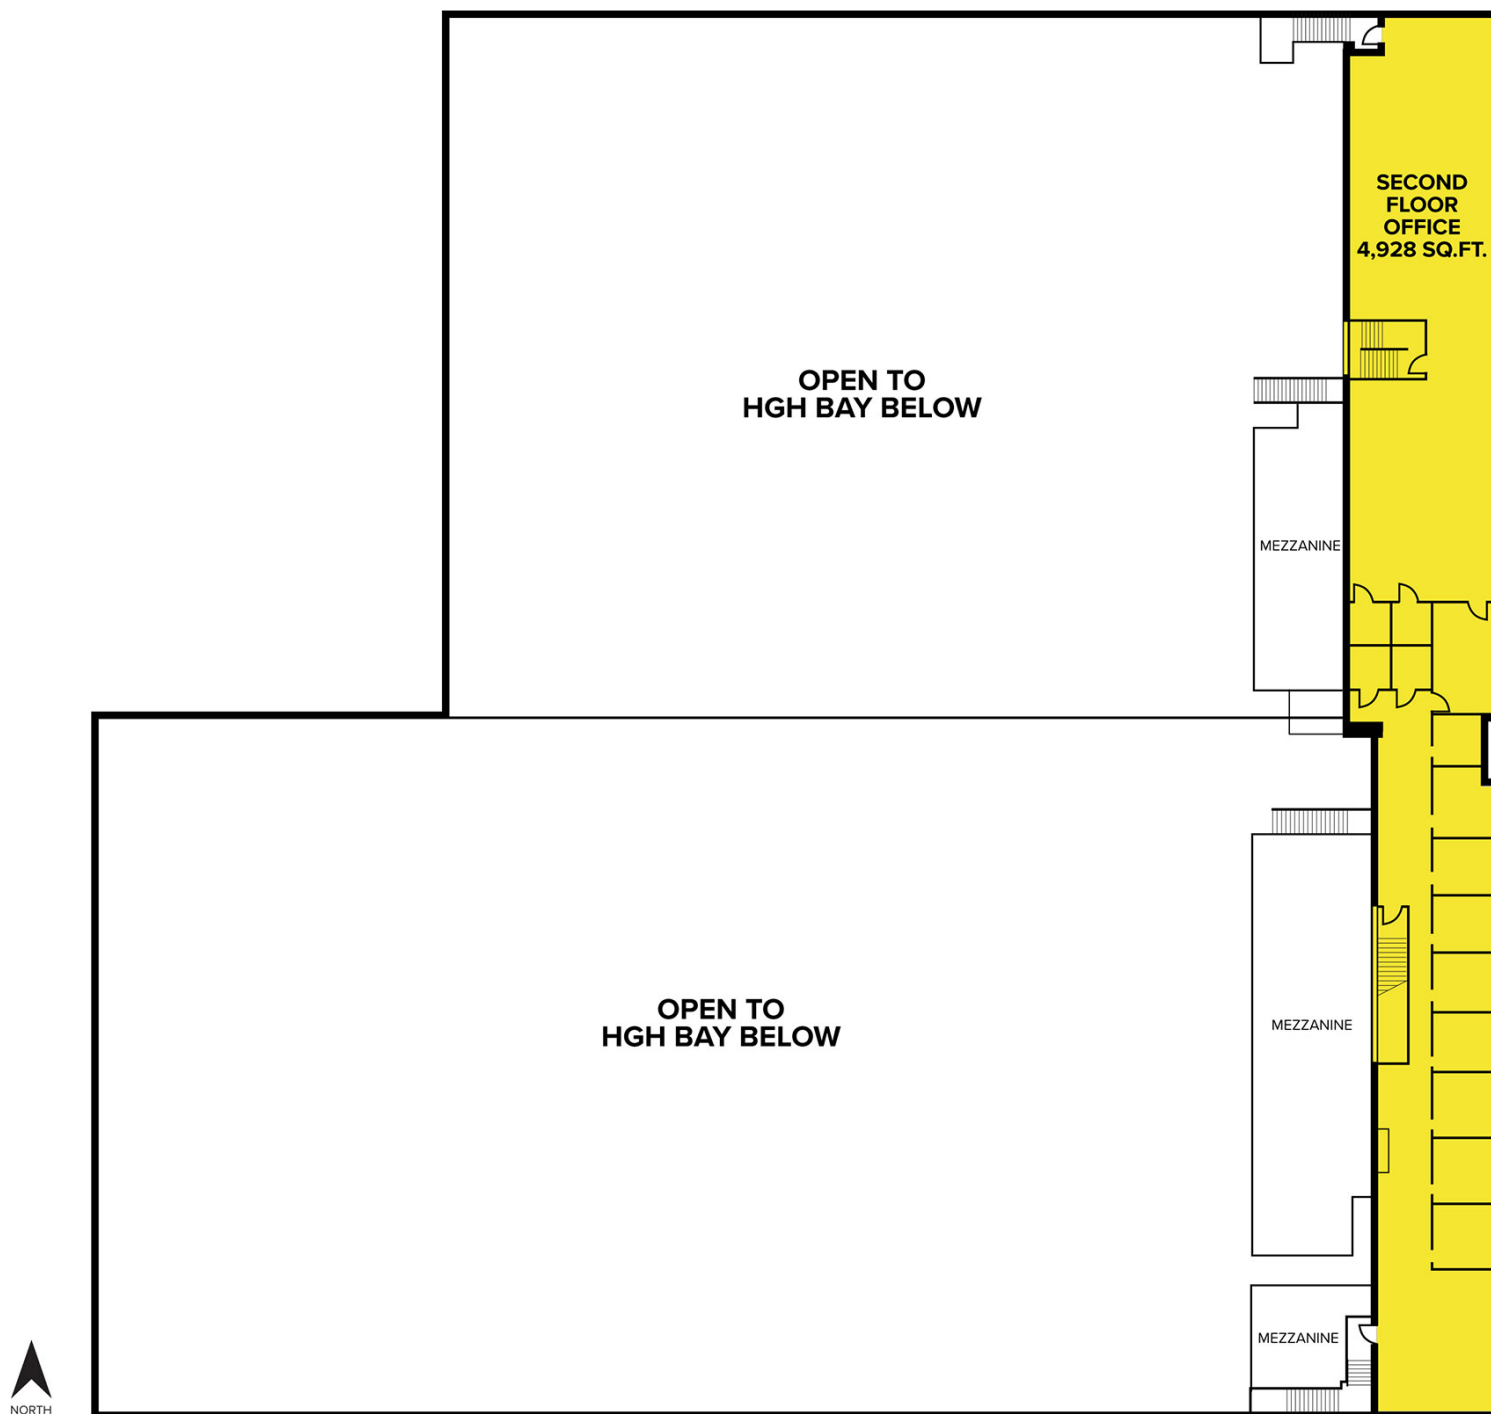 SECOND
FLOOR
OFFICE
4,928 SQ.FT.
OPEN TO
HGH BAY BELOW
MEZZANINE
OPEN TO
HGH BAY BELOW
MEZZANINE
MEZZANINE
NORTH